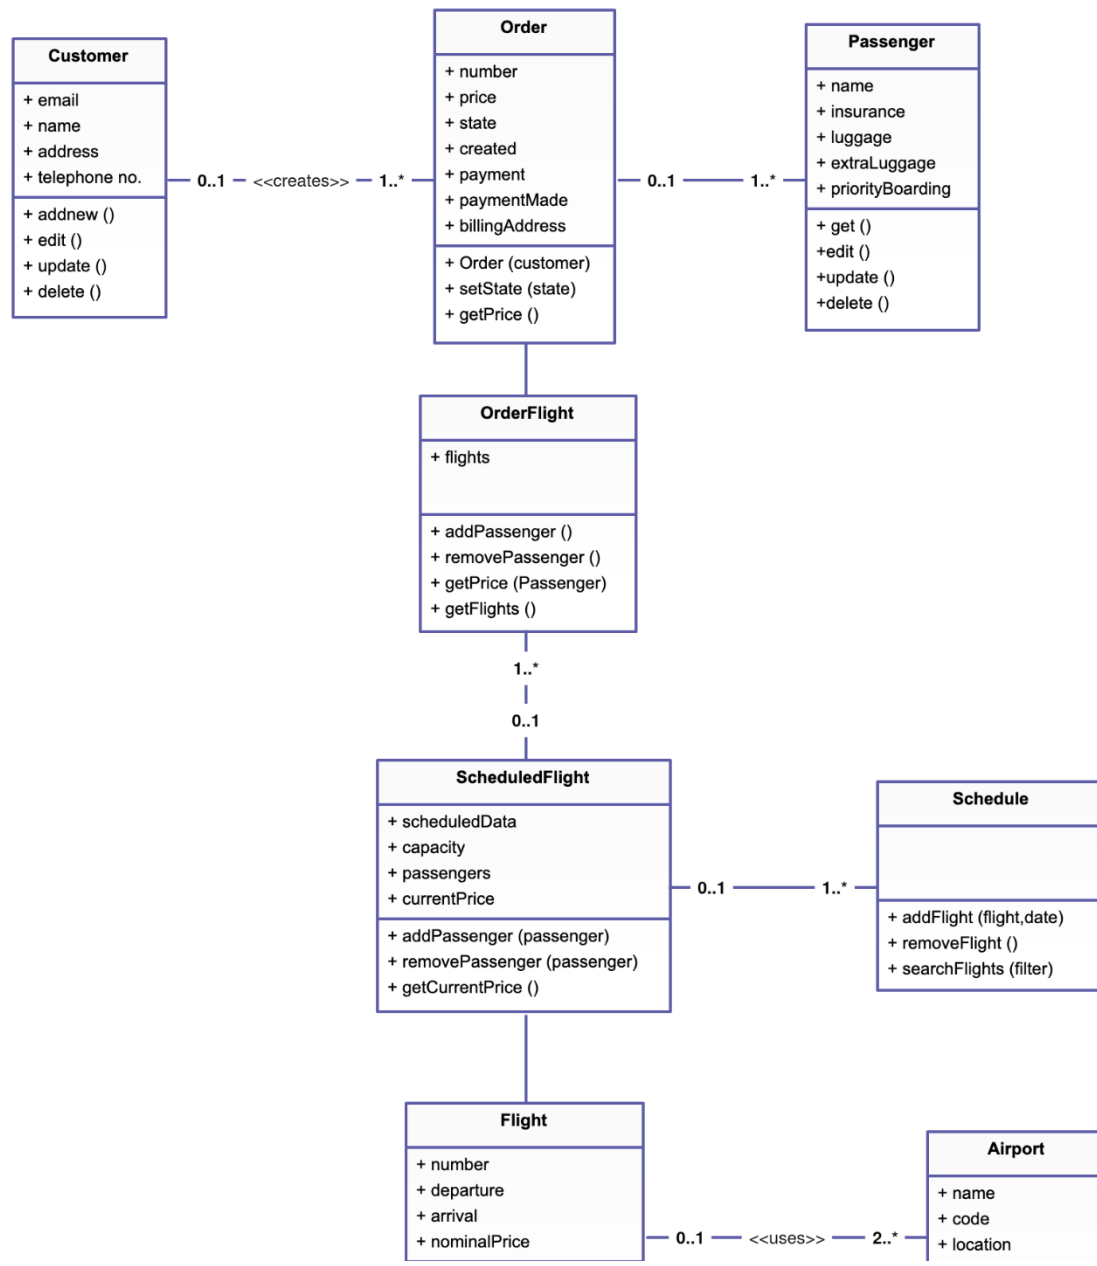 Customer
+ email
+ name
+ address
+ telephone no.
+ addnew ()
+ edit ()
+ update ()
+ delete ()
0..1 <<creates>> 1..*
Order
+ number
+ price
+ state
+ created
+ payment
+ paymentMade
+ billingAddress
+ Order (customer)
+ setState (state)
+ getPrice ()
0..1 1..*
Passenger
+ name
+ insurance
+ luggage
+ extraLuggage
+ priorityBoarding
+ get ()
+edit ()
+update ()
+delete ()
OrderFlight
+ flights
+ addPassenger ()
+ removePassenger ()
+ getPrice (Passenger)
+ getFlights ()
1..*
0..1
ScheduledFlight
+ scheduledData
+ capacity
+ passengers
+ currentPrice
+ addPassenger (passenger)
+ removePassenger (passenger)
+ getCurrentPrice ()
0..1 1..*
Schedule
+ addFlight (flight,date)
+ removeFlight ()
+ searchFlights (filter)
Flight
+ number
+ departure
+ arrival
+ nominalPrice
0..1 <<uses>> 2..*
Airport
+ name
+ code
+ location